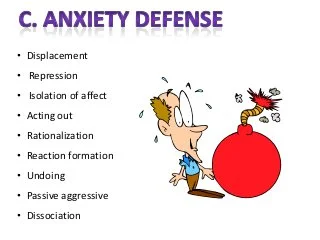 C. ANXIETY DEFENSE
• Displacement
• Repression
• Isolation of affect
• Acting out
• Rationalization
• Reaction formation
• Undoing
• Passive aggressive
• Dissociation